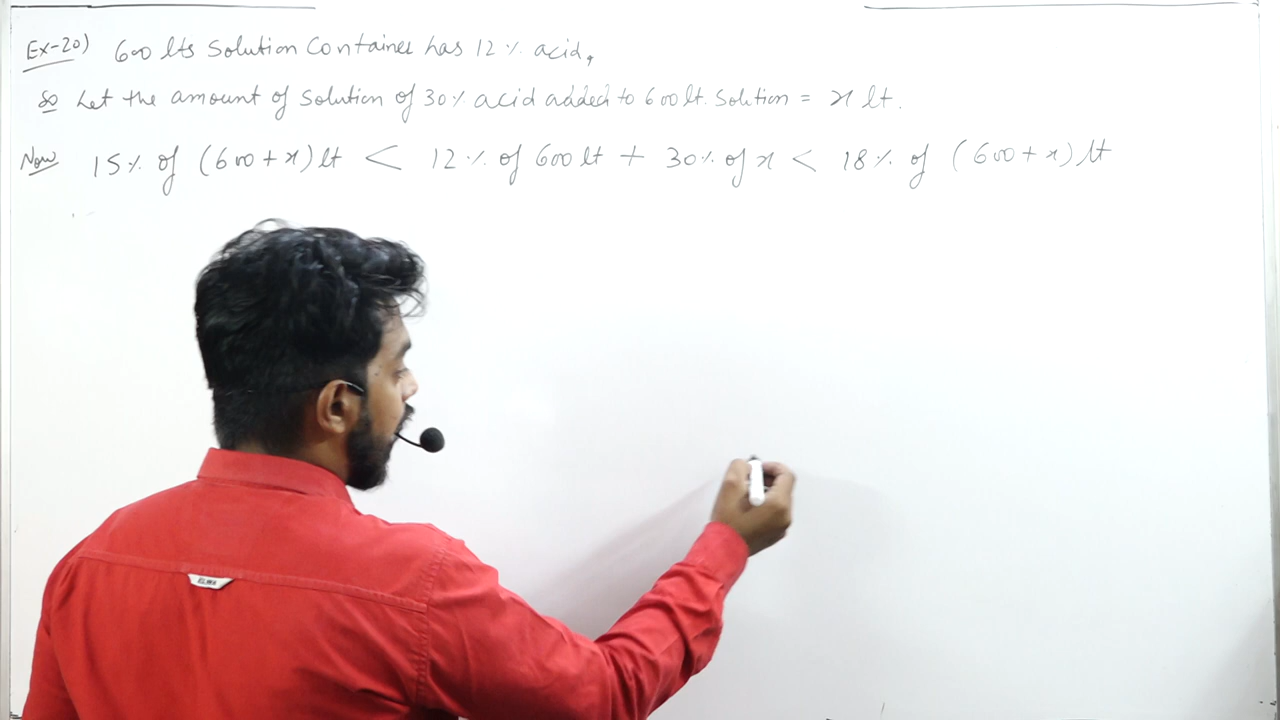 Ex-20) 600 lts Solution Container has 12% acid,
So Let the amount of Solution of 30% acid added to 600 lt. Solution = x lt.
Now 15% of (600 + x) lt < 12% of 600 lt + 30% of x < 18% of (600 + x) lt